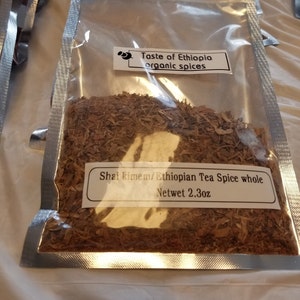 Taste of Ethiopia
organic spices
Shai kimem/Ethiopian Tea Spice whole
Netwet 2.3oz